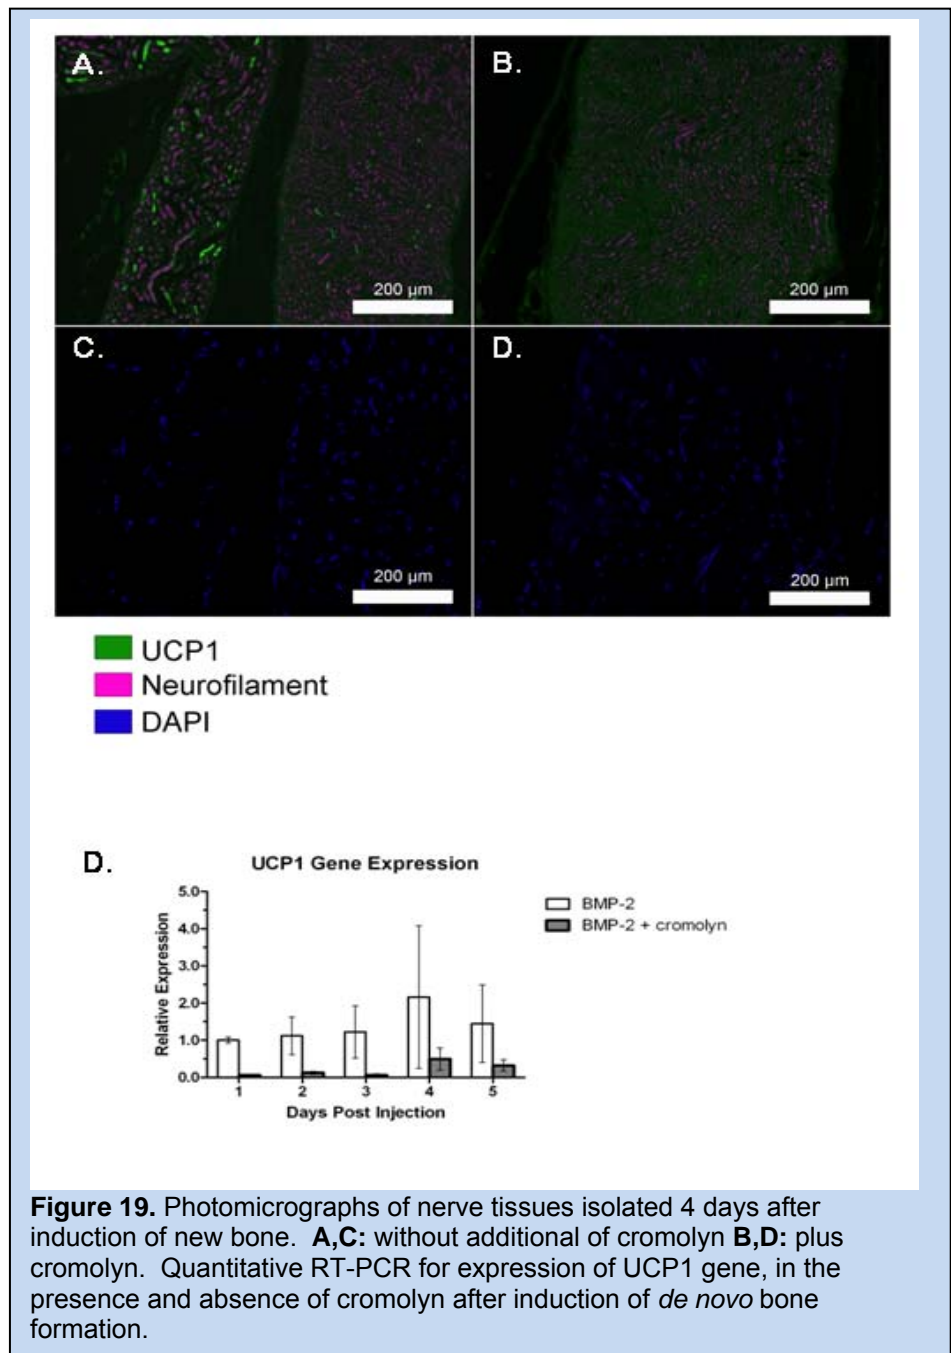 A.
B.
200 µm
200 µm
C.
D.
200 µm
200 µm
UCP1
Neurofilament
DAPI
D.
UCP1 Gene Expression
5.0
4.0
3.0
2.0
1.0
0.0
Relative Expression
1 2 3 4 5
Days Post Injection
BMP-2
BMP-2 + cromolyn
Figure 19. Photomicrographs of nerve tissues isolated 4 days after
induction of new bone. A,C: without additional of cromolyn B,D: plus
cromolyn. Quantitative RT-PCR for expression of UCP1 gene, in the
presence and absence of cromolyn after induction of de novo bone
formation.